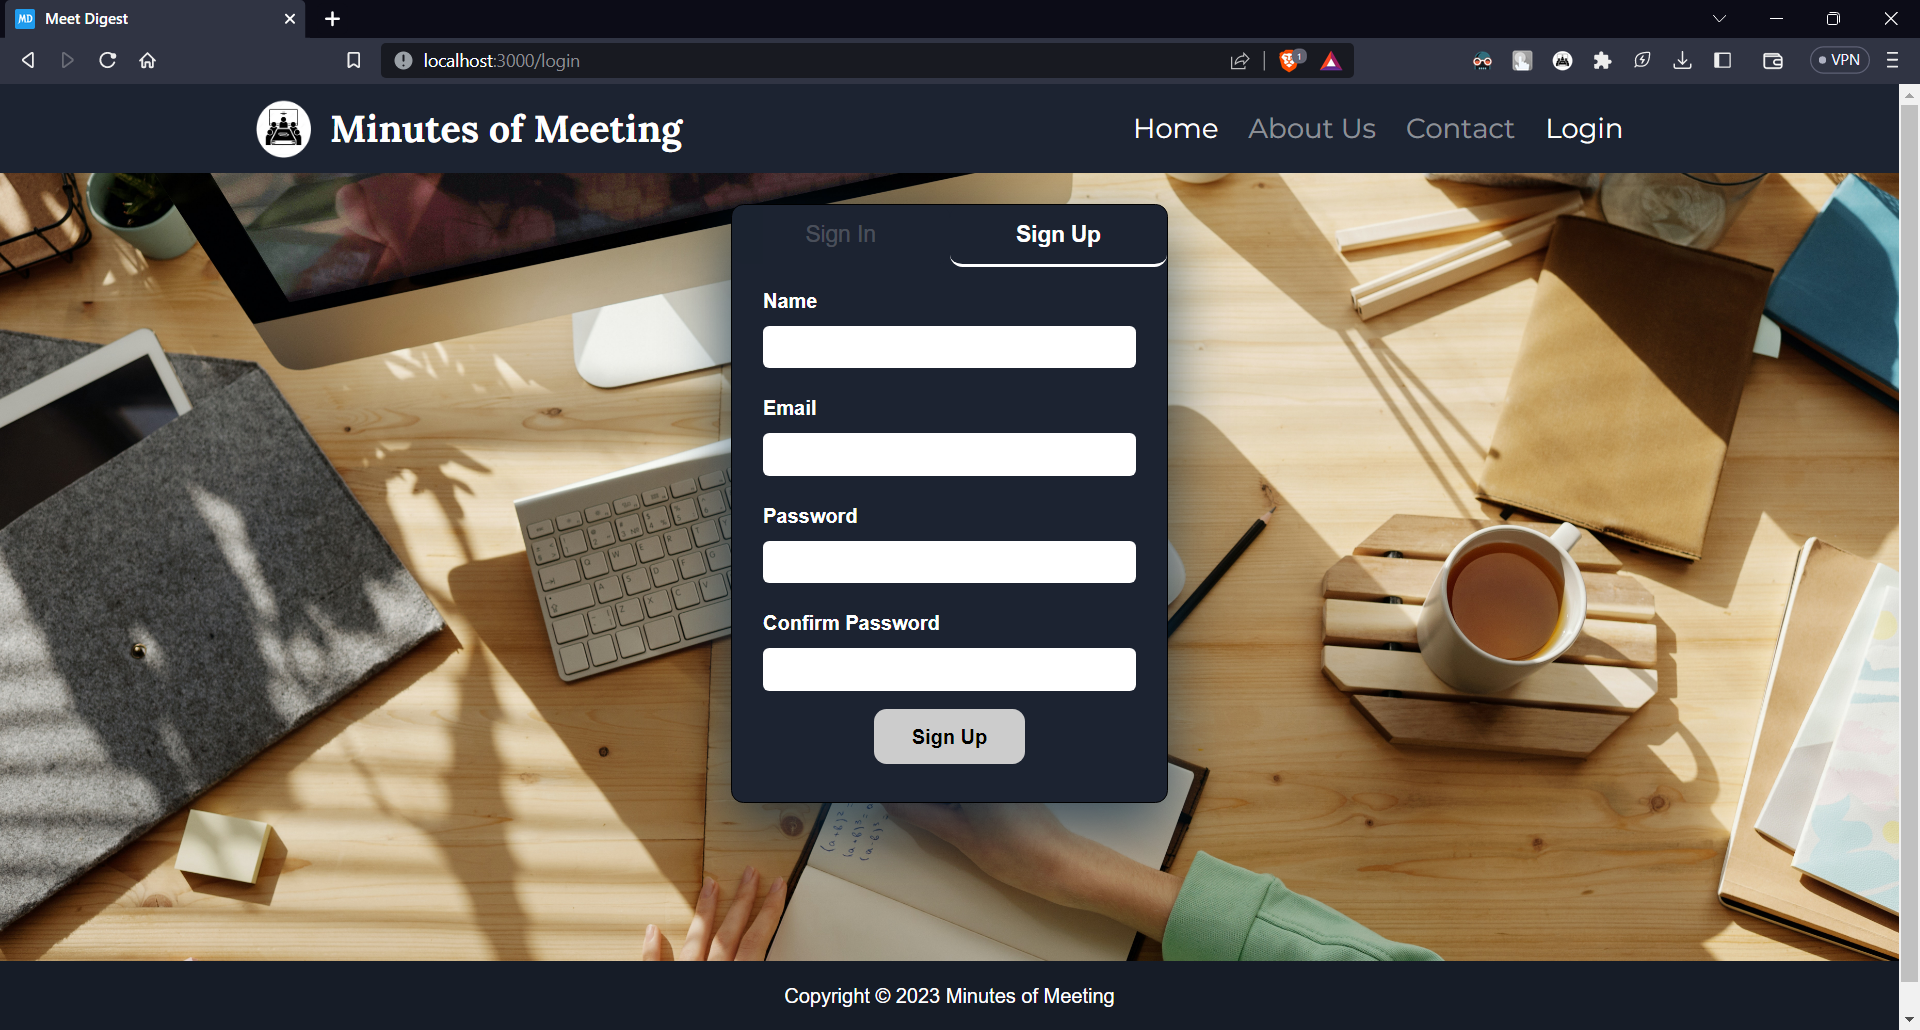 MD Meet Digest
localhost:3000/login
1
VPN
Minutes of Meeting
Home About Us Contact Login
Sign In Sign Up
Name
Email
Password
Confirm Password
Sign Up
Copyright © 2023 Minutes of Meeting